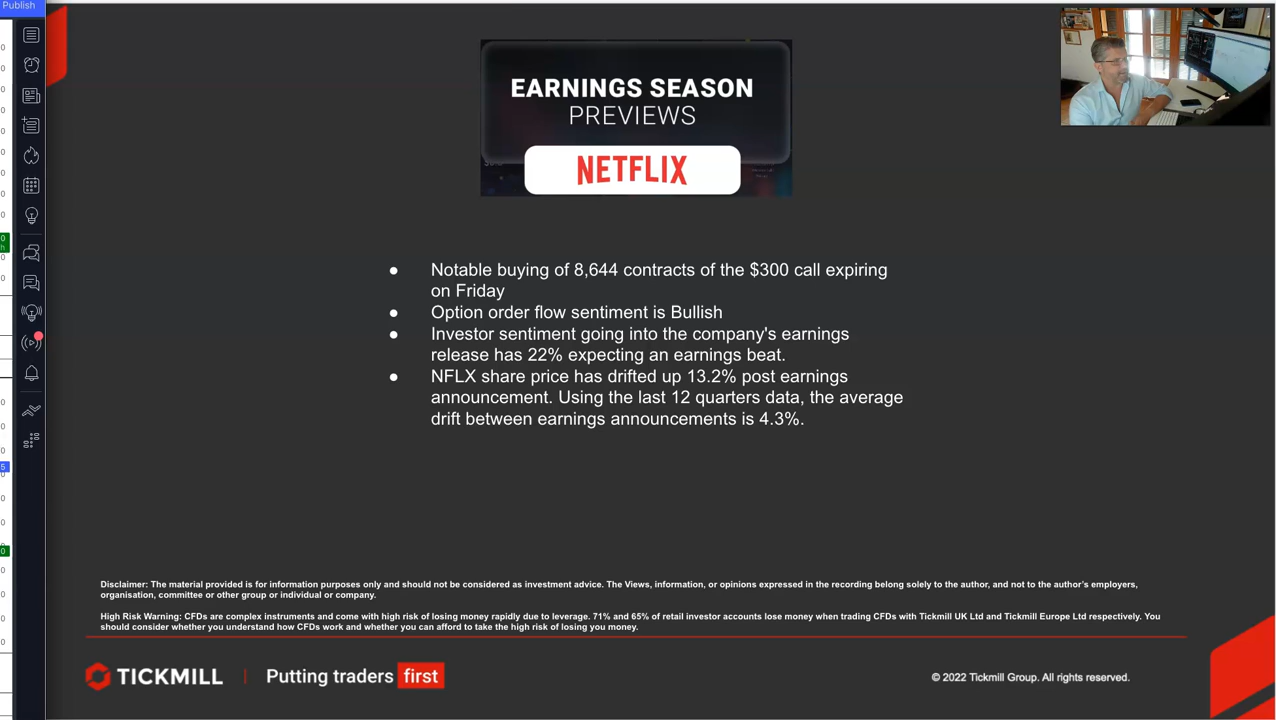 Publish
EARNINGS SEASON
PREVIEWS
NETFLIX
● Notable buying of 8,644 contracts of the $300 call expiring
on Friday
● Option order flow sentiment is Bullish
● Investor sentiment going into the company's earnings
release has 22% expecting an earnings beat.
● NFLX share price has drifted up 13.2% post earnings
announcement. Using the last 12 quarters data, the average
drift between earnings announcements is 4.3%.
Disclaimer: The material provided is for information purposes only and should not be considered as investment advice. The Views, information, or opinions expressed in the recording belong solely to the author, and not to the author's employers,
organisation, committee or other group or individual or company.
High Risk Warning: CFDs are complex instruments and come with high risk of losing money rapidly due to leverage. 71% and 65% of retail investor accounts lose money when trading CFDs with Tickmill UK Ltd and Tickmill Europe Ltd respectively. You
should consider whether you understand how CFDs work and whether you can afford to take the high risk of losing you money.
TICKMILL | Putting traders first
© 2022 Tickmill Group. All rights reserved.